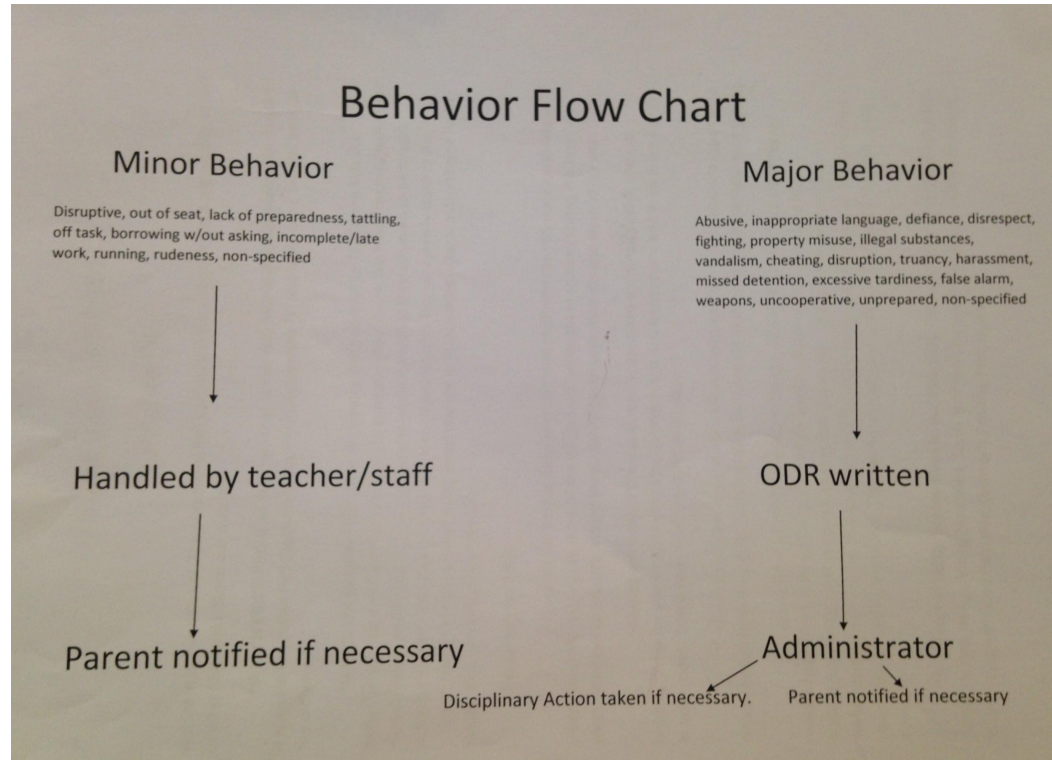 Behavior Flow Chart
Minor Behavior
Disruptive, out of seat, lack of preparedness, tattling,
off task, borrowing w/out asking, incomplete/late
work, running, rudeness, non-specified
Handled by teacher/staff
Parent notified if necessary
Major Behavior
Abusive, inappropriate language, defiance, disrespect,
fighting, property misuse, illegal substances,
vandalism, cheating, disruption, truancy, harassment,
missed detention, excessive tardiness, false alarm,
weapons, uncooperative, unprepared, non-specified
ODR written
Administrator
Disciplinary Action taken if necessary.
Parent notified if necessary